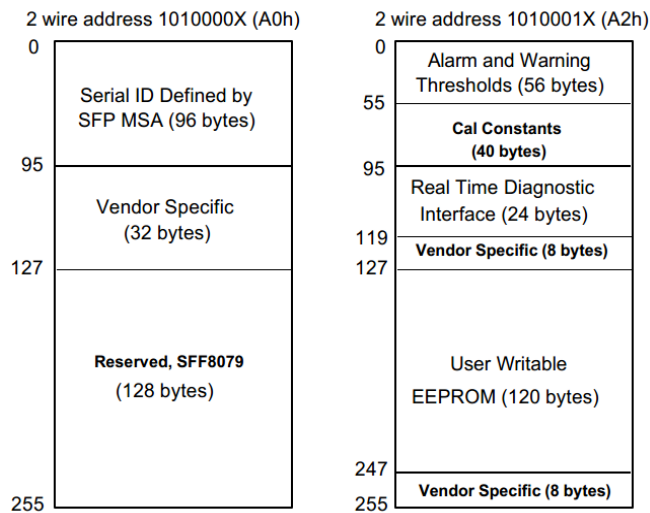 2 wire address 1010000X (A0h)
0
Serial ID Defined by
SFP MSA (96 bytes)
95
Vendor Specific
(32 bytes)
127
Reserved, SFF8079
(128 bytes)
255
2 wire address 1010001X (A2h)
0
Alarm and Warning
Thresholds (56 bytes)
55
Cal Constants
(40 bytes)
95
Real Time Diagnostic
Interface (24 bytes)
119
Vendor Specific (8 bytes)
127
User Writable
EEPROM (120 bytes)
247
Vendor Specific (8 bytes)
255